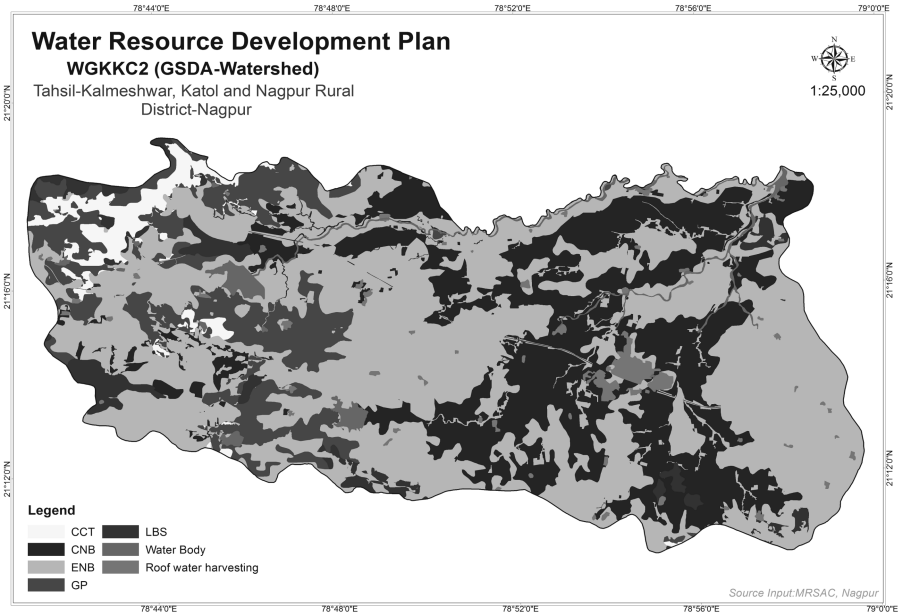 78°44'0"E 78°48'0"E 78°52'0"E 78°56'0"E 79°0'0"E
Water Resource Development Plan
WGKKC2 (GSDA-Watershed)
Tahsil-Kalmeshwar, Katol and Nagpur Rural
District-Nagpur
N
W E
S
1:25,000
21°20'0"N 21°20'0"N
21°16'0"N 21°16'0"N
21°12'0"N 21°12'0"N
Legend
CCT LBS
CNB Water Body
ENB Roof water harvesting
GP
Source Input:MRSAC, Nagpur
78°44'0"E 78°48'0"E 78°52'0"E 78°56'0"E 79°0'0"E